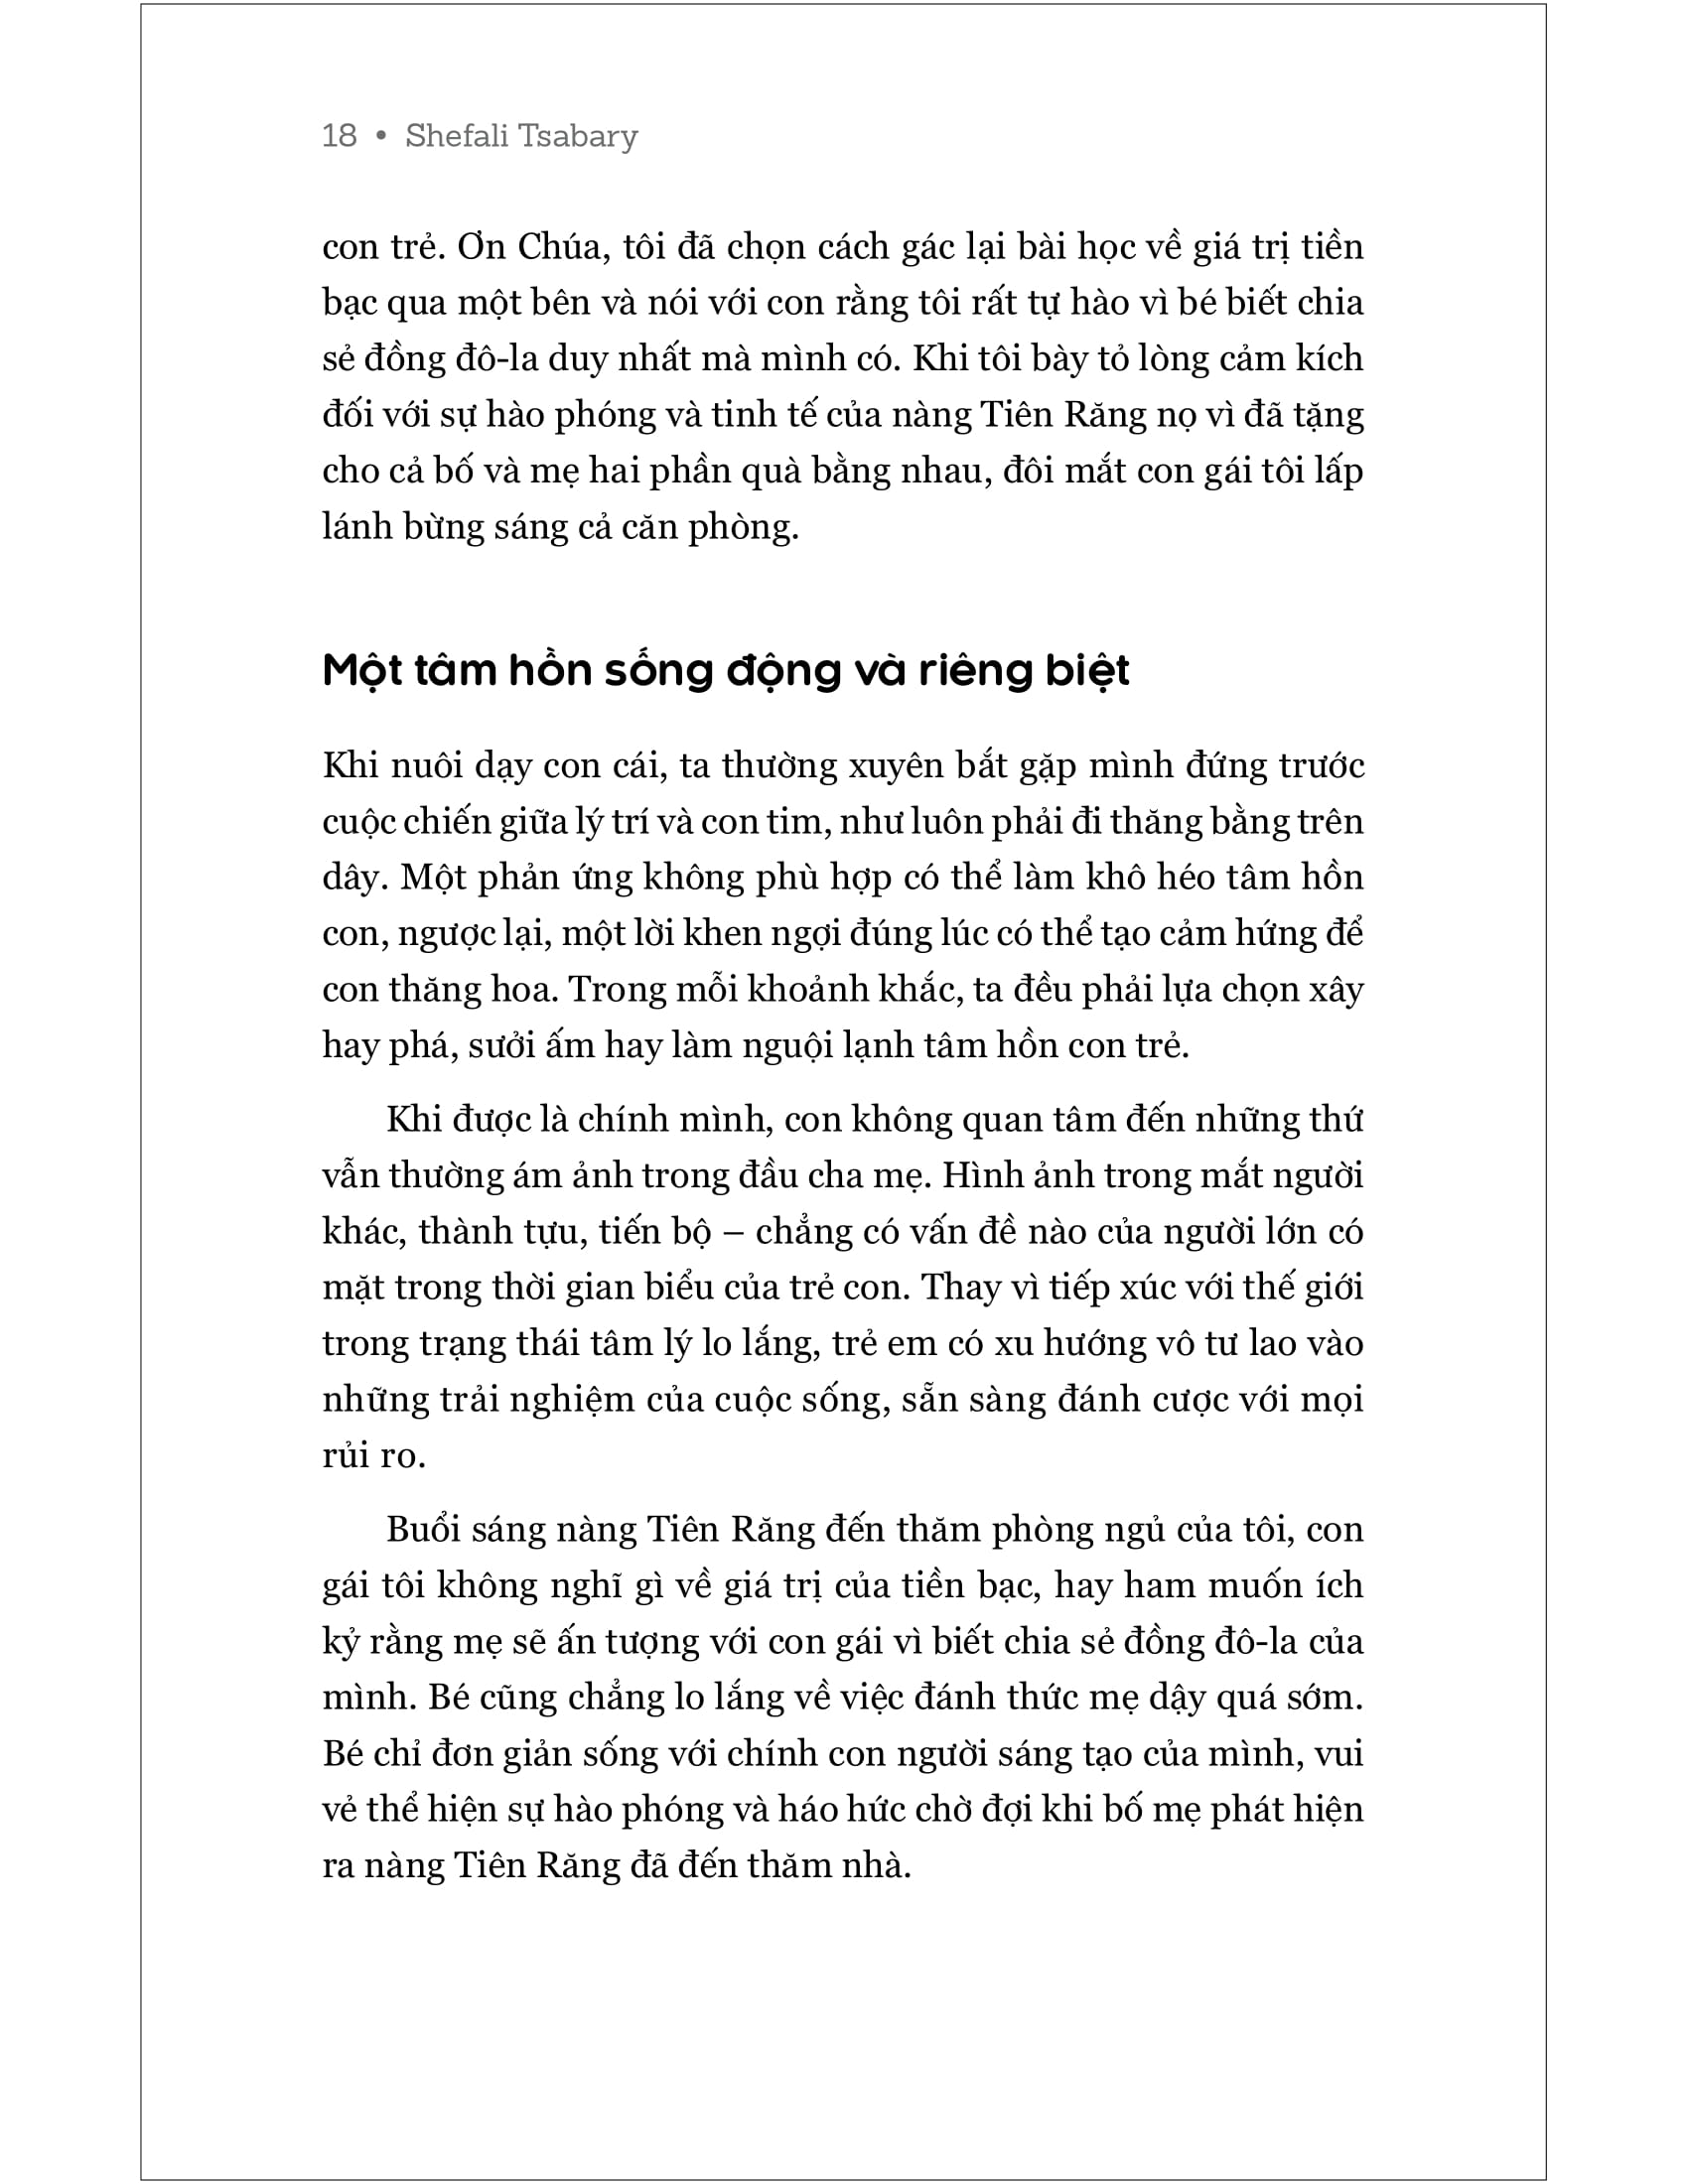 18 • Shefali Tsabary
con trẻ. Ơn Chúa, tôi đã chọn cách gác lại bài học về giá trị tiền
bạc qua một bên và nói với con rằng tôi rất tự hào vì bé biết chia
sẻ đồng đô-la duy nhất mà mình có. Khi tôi bày tỏ lòng cảm kích
đối với sự hào phóng và tinh tế của nàng Tiên Răng nọ vì đã tặng
cho cả bố và mẹ hai phần quà bằng nhau, đôi mắt con gái tôi lấp
lánh bừng sáng cả căn phòng.
Một tâm hồn sống động và riêng biệt
Khi nuôi dạy con cái, ta thường xuyên bắt gặp mình đứng trước
cuộc chiến giữa lý trí và con tim, như luôn phải đi thăng bằng trên
dây. Một phản ứng không phù hợp có thể làm khô héo tâm hồn
con, ngược lại, một lời khen ngợi đúng lúc có thể tạo cảm hứng để
con thăng hoa. Trong mỗi khoảnh khắc, ta đều phải lựa chọn xây
hay phá, sưởi ấm hay làm nguội lạnh tâm hồn con trẻ.
Khi được là chính mình, con không quan tâm đến những thứ
vẫn thường ám ảnh trong đầu cha mẹ. Hình ảnh trong mắt người
khác, thành tựu, tiến bộ – chẳng có vấn đề nào của người lớn có
mặt trong thời gian biểu của trẻ con. Thay vì tiếp xúc với thế giới
trong trạng thái tâm lý lo lắng, trẻ em có xu hướng vô tư lao vào
những trải nghiệm của cuộc sống, sẵn sàng đánh cược với mọi
rủi ro.
Buổi sáng nàng Tiên Răng đến thăm phòng ngủ của tôi, con
gái tôi không nghĩ gì về giá trị của tiền bạc, hay ham muốn ích
kỷ rằng mẹ sẽ ấn tượng với con gái vì biết chia sẻ đồng đô-la của
mình. Bé cũng chẳng lo lắng về việc đánh thức mẹ dậy quá sớm.
Bé chỉ đơn giản sống với chính con người sáng tạo của mình, vui
vẻ thể hiện sự hào phóng và háo hức chờ đợi khi bố mẹ phát hiện
ra nàng Tiên Răng đã đến thăm nhà.